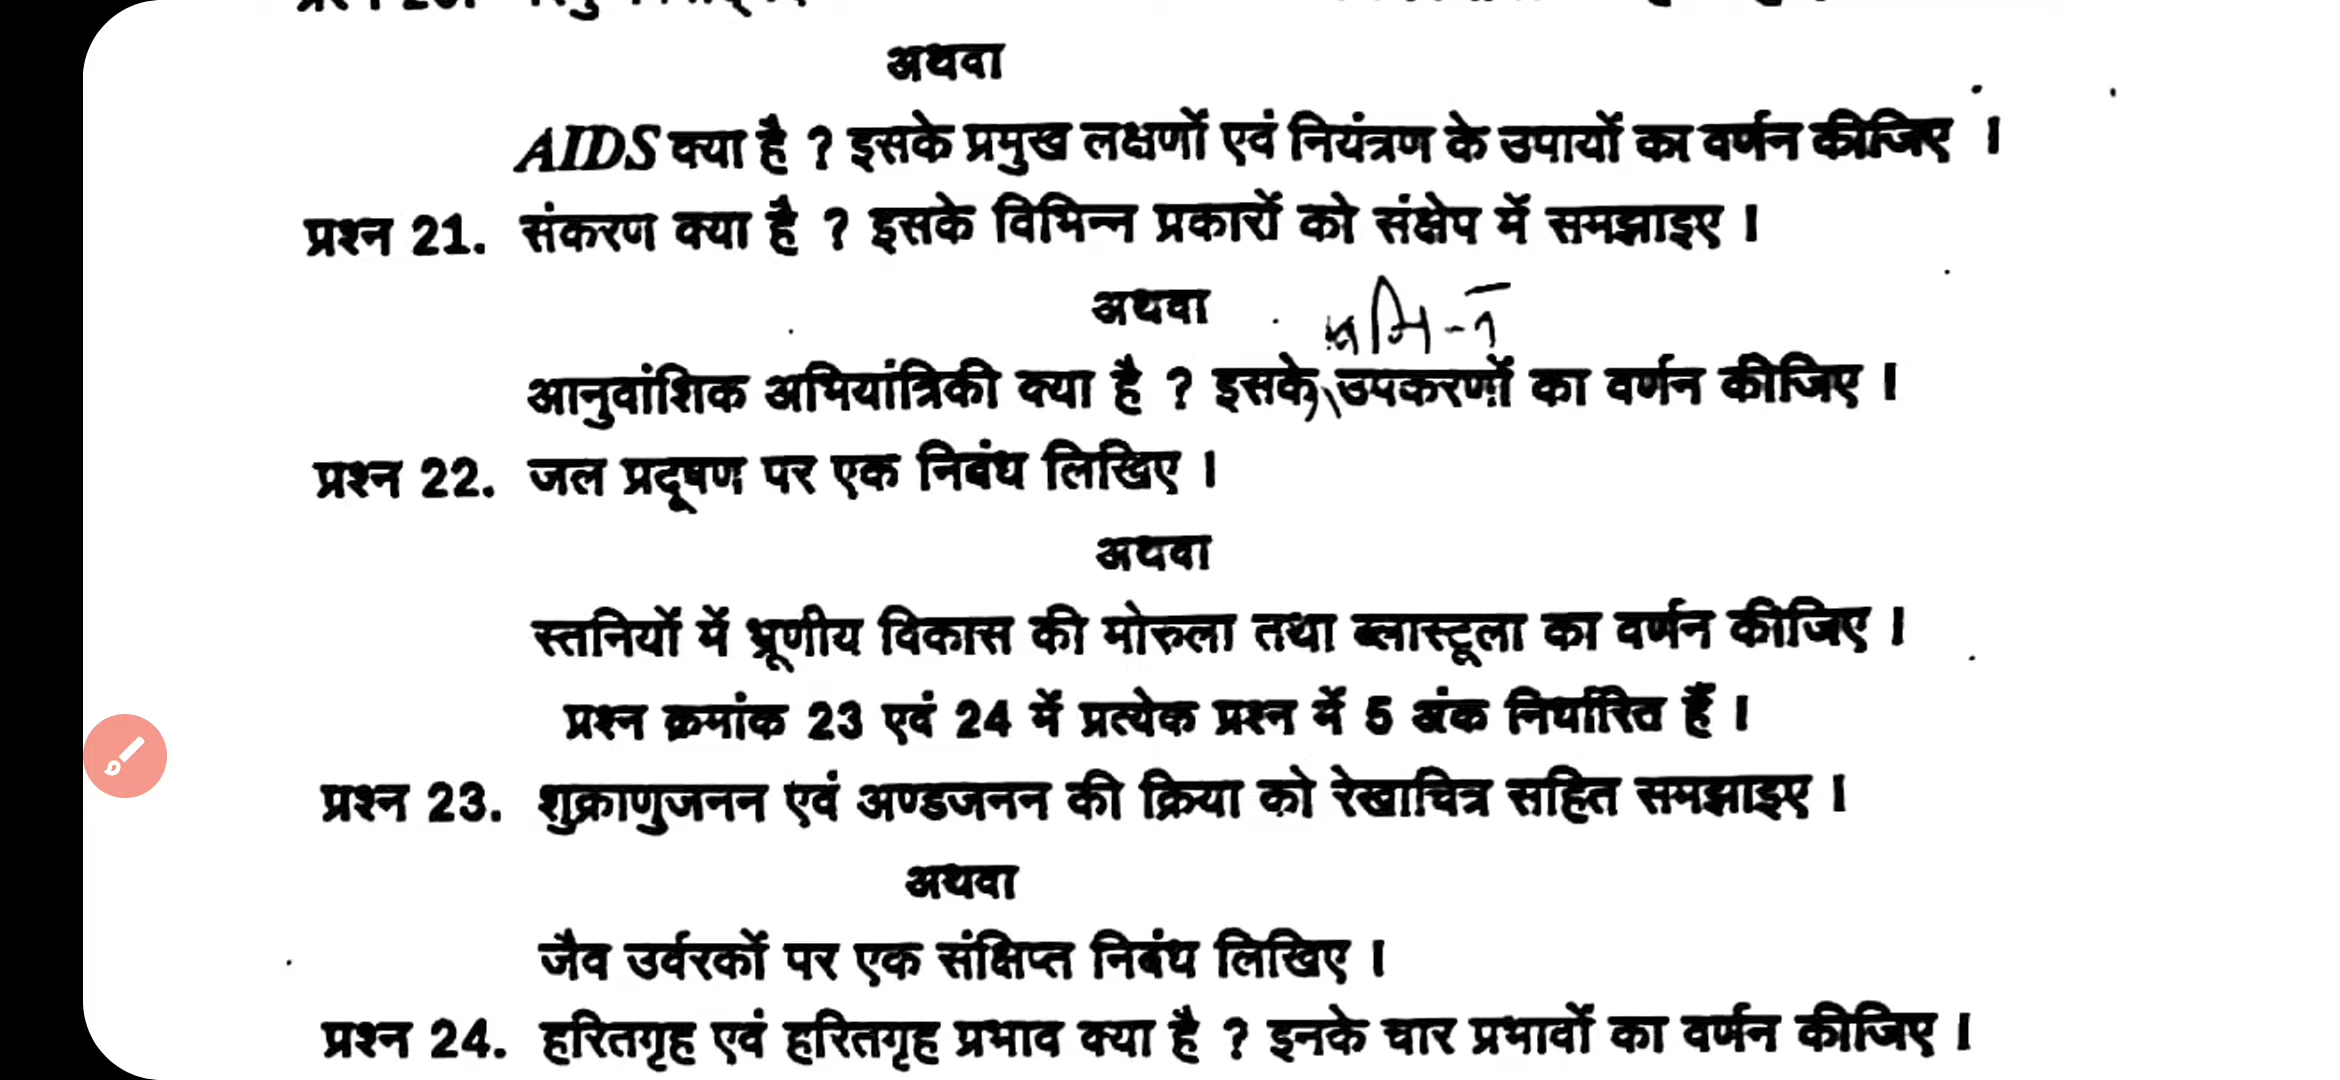 अथवा
AIDS क्या है ? इसके प्रमुख लक्षणों एवं नियंत्रण के उपायों का वर्णन कीजिए ।
प्रश्न 21. संकरण क्या है ? इसके विभिन्न प्रकारों को संक्षेप में समझाइए ।
अथवा
आनुवांशिक अभियांत्रिकी क्या है ? इसके उपकरणों का वर्णन कीजिए ।
प्रश्न 22. जल प्रदूषण पर एक निबंध लिखिए ।
अथवा
स्तनियों में भ्रूणीय विकास की मोरुला तथा ब्लास्टूला का वर्णन कीजिए ।
प्रश्न क्रमांक 23 एवं 24 में प्रत्येक प्रश्न में 5 अंक निर्धारित हैं ।
प्रश्न 23. शुक्राणुजनन एवं अण्डजनन की क्रिया को रेखाचित्र सहित समझाइए ।
अथवा
जैव उर्वरकों पर एक संक्षिप्त निबंध लिखिए ।
प्रश्न 24. हरितगृह एवं हरितगृह प्रभाव क्या है ? इनके चार प्रभावों का वर्णन कीजिए ।